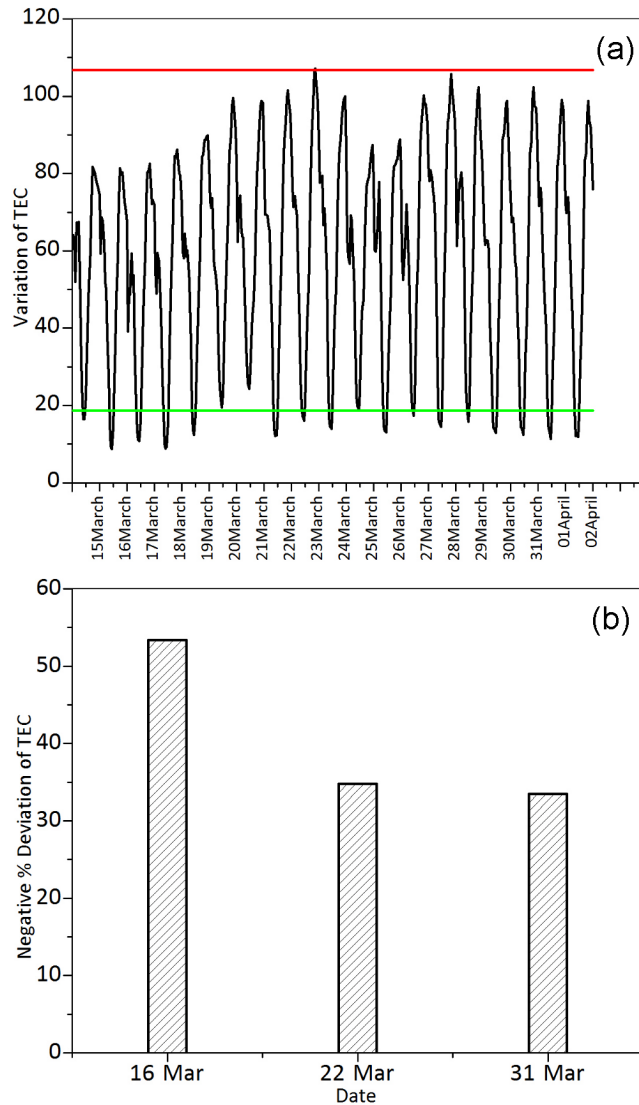 (a)
Variation of TEC
120
100
80
60
40
20
0
15March
16March
17March
18March
19March
20March
21March
22March
23March
24March
25March
26March
27March
28March
29March
30March
31March
01April
02April
(b)
Negative % Deviation of TEC
60
50
40
30
20
10
0
16 Mar
22 Mar
31 Mar
Date